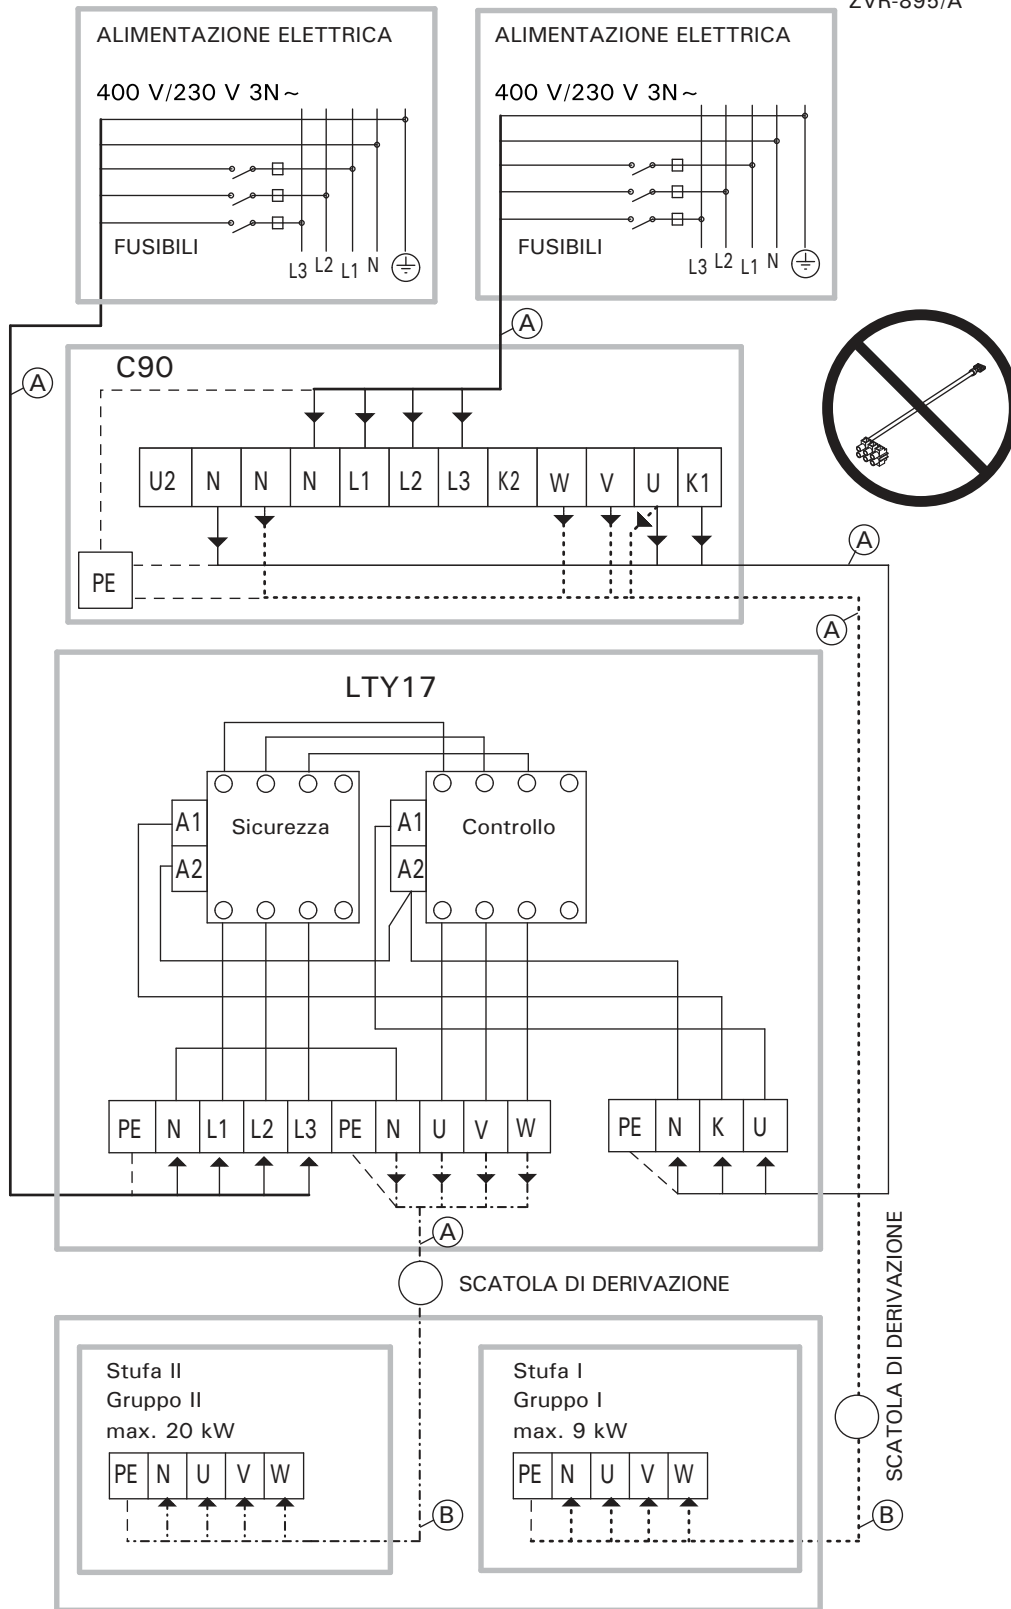 ZVR-895/A
ALIMENTAZIONE ELETTRICA
400 V/230 V 3N~
FUSIBILI
L3 L2 L1 N
ALIMENTAZIONE ELETTRICA
400 V/230 V 3N~
FUSIBILI
L3 L2 L1 N
A
A
C90
U2 N N N L1 L2 L3 K2 W V U K1
PE
A
A
LTY17
A1
A2
Sicurezza
A1
A2
Controllo
PE N L1 L2 L3 PE N U V W
PE N K U
A
SCATOLA DI DERIVAZIONE
SCATOLA DI DERIVAZIONE
Stufa II
Gruppo II
max. 20 kW
PE N U V W
B
Stufa I
Gruppo I
max. 9 kW
PE N U V W
B